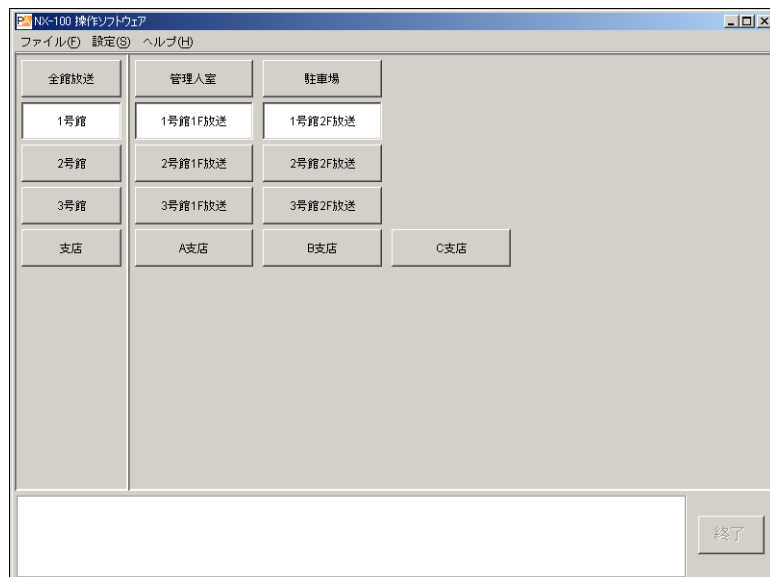 NX-100 操作ソフトウェア
ファイル(F) 設定(S) ヘルプ(H)
全館放送 管理人室 駐車場
1号館 1号館1F放送 1号館2F放送
2号館 2号館1F放送 2号館2F放送
3号館 3号館1F放送 3号館2F放送
支店 A支店 B支店 C支店
終了